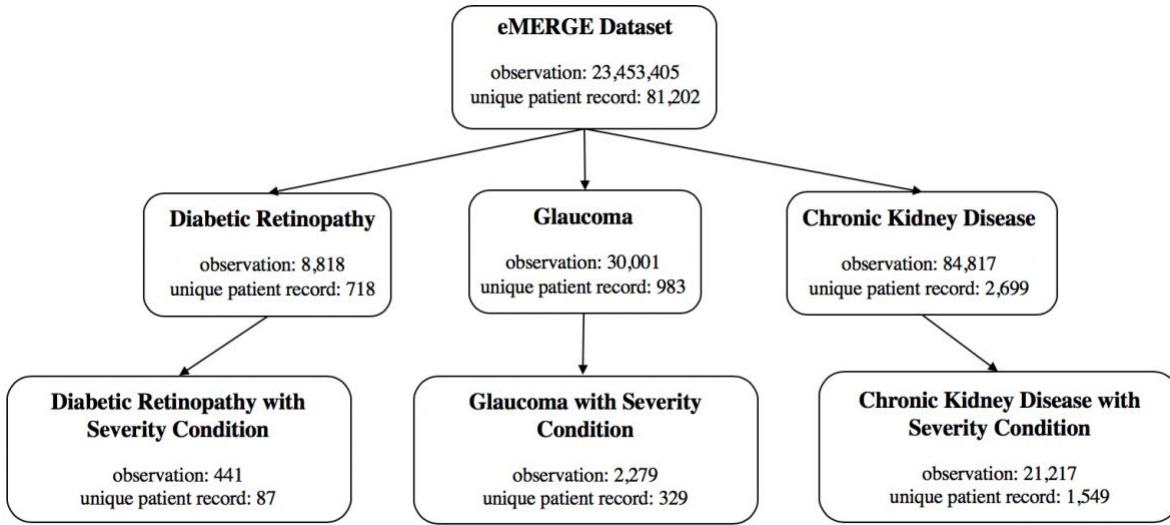 eMERGE Dataset
observation: 23,453,405
unique patient record: 81,202
Diabetic Retinopathy
observation: 8,818
unique patient record: 718
Glaucoma
observation: 30,001
unique patient record: 983
Chronic Kidney Disease
observation: 84,817
unique patient record: 2,699
Diabetic Retinopathy with
Severity Condition
observation: 441
unique patient record: 87
Glaucoma with Severity
Condition
observation: 2,279
unique patient record: 329
Chronic Kidney Disease with
Severity Condition
observation: 21,217
unique patient record: 1,549